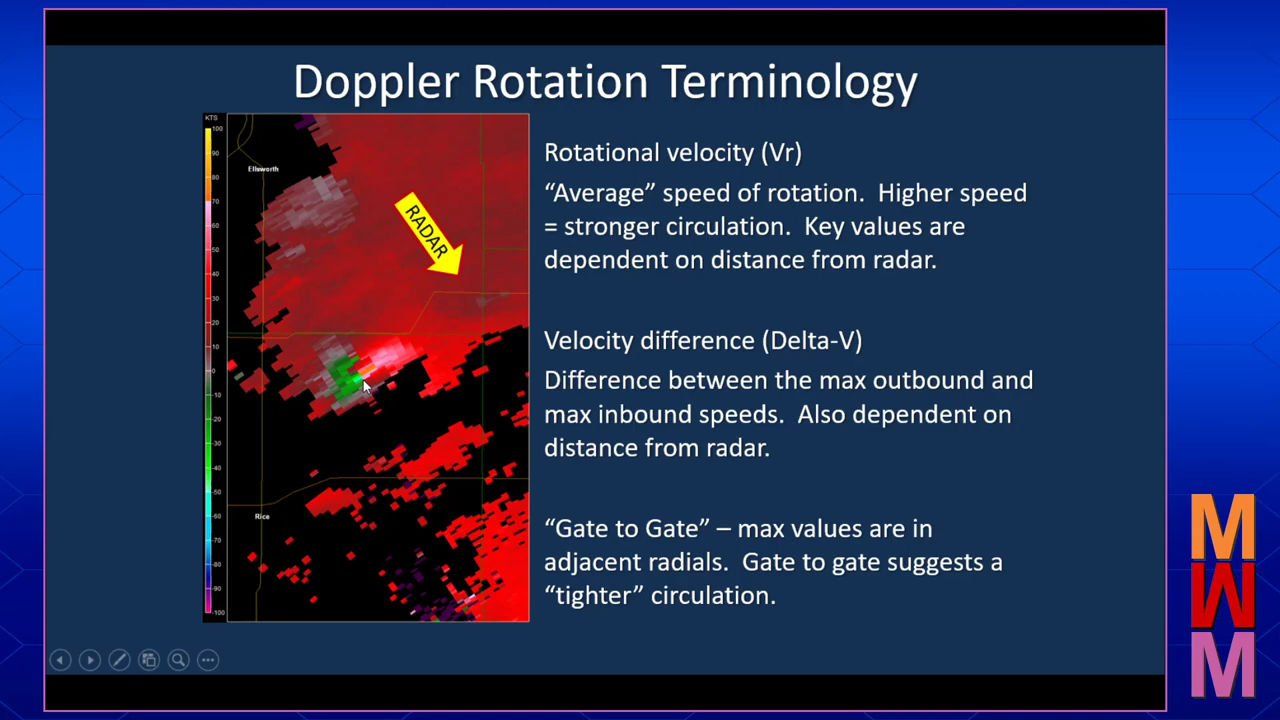 Doppler Rotation Terminology
KTS
100
90
80
70
60
50
40
30
20
10
0
-10
-20
-30
-40
-50
-60
-70
-80
-90
-100
Ellsworth
RADAR
Rice
Rotational velocity (Vr)
“Average” speed of rotation. Higher speed
= stronger circulation. Key values are
dependent on distance from radar.
Velocity difference (Delta-V)
Difference between the max outbound and
max inbound speeds. Also dependent on
distance from radar.
“Gate to Gate” – max values are in
adjacent radials. Gate to gate suggests a
“tighter” circulation.
M
W
M